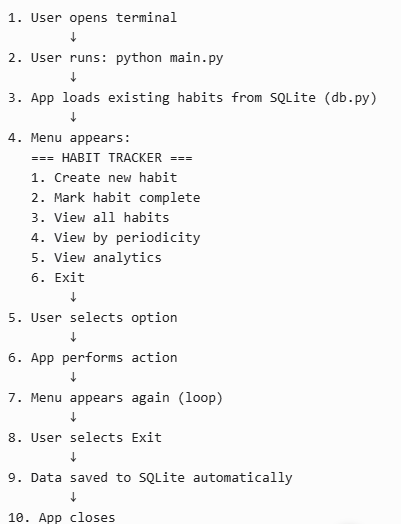 1. User opens terminal
↓
2. User runs: python main.py
↓
3. App loads existing habits from SQLite (db.py)
↓
4. Menu appears:
=== HABIT TRACKER ===
1. Create new habit
2. Mark habit complete
3. View all habits
4. View by periodicity
5. View analytics
6. Exit
↓
5. User selects option
↓
6. App performs action
↓
7. Menu appears again (loop)
↓
8. User selects Exit
↓
9. Data saved to SQLite automatically
↓
10. App closes